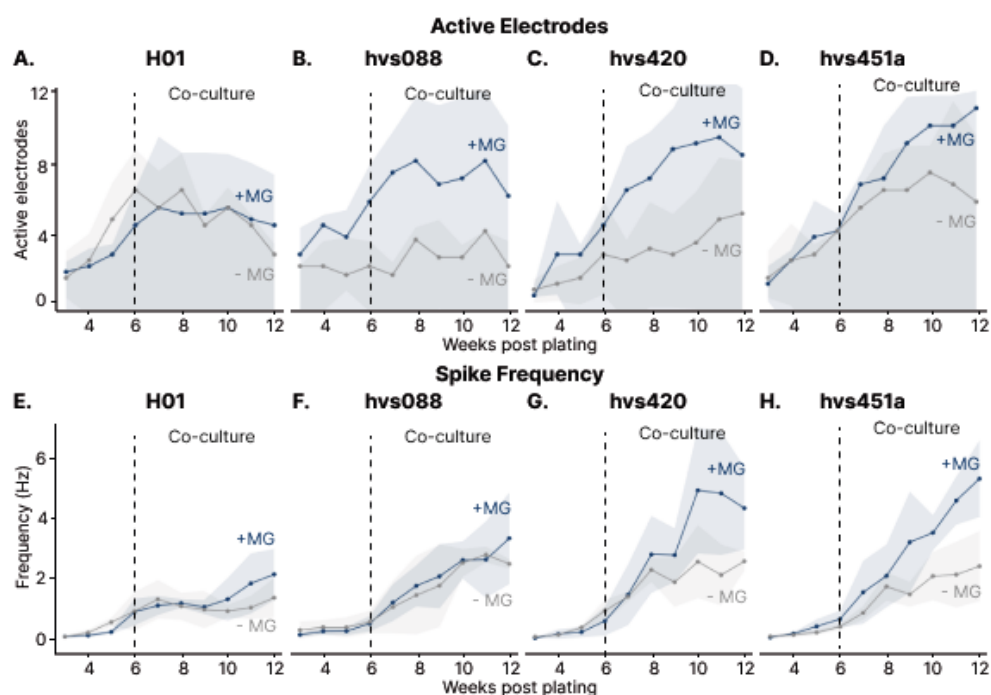 Active Electrodes
A. H01 B. hvs088 C. hvs420 D. hvs451a
Co-culture Co-culture Co-culture Co-culture
Active electrodes
12
8
4
0
+MG +MG +MG +MG
- MG - MG - MG - MG
4 6 8 10 12 4 6 8 10 12 4 6 8 10 12 4 6 8 10 12
Weeks post plating
Spike Frequency
E. H01 F. hvs088 G. hvs420 H. hvs451a
Co-culture Co-culture Co-culture Co-culture
Frequency (Hz)
6
4
2
0
+MG +MG +MG +MG
- MG - MG - MG - MG
4 6 8 10 12 4 6 8 10 12 4 6 8 10 12 4 6 8 10 12
Weeks post plating